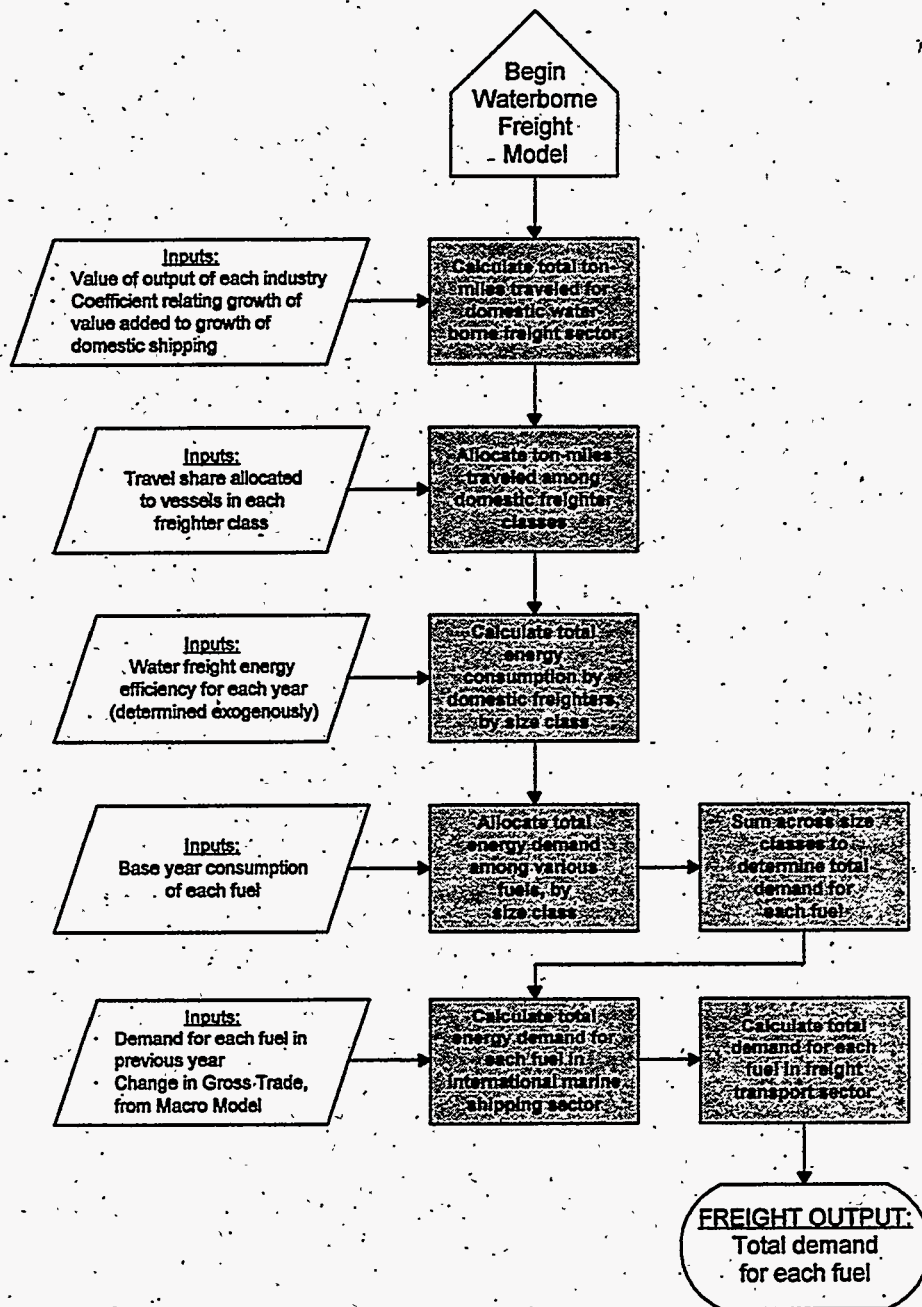 Begin
Waterborne
Freight
Model
Inputs:
· Value of output of each industry
· Coefficient relating growth of
value added to growth of
domestic shipping
Calculate total ton-
miles traveled for
domestic water-
borne freight sector
Inputs:
Travel share allocated
to vessels in each
freighter class
Allocate ton-miles
traveled among
domestic freighter
classes
Inputs:
Water freight energy
efficiency for each year
(determined exogenously)
Calculate total
energy
consumption by
domestic freighters,
by size class
Inputs:
Base year consumption
of each fuel
Allocate total
energy demand
among various
fuels, by
size class
Sum across size
classes to
determine total
demand for
each fuel
Inputs:
· Demand for each fuel in
previous year
· Change in Gross Trade,
from Macro Model
Calculate total
energy demand for
each fuel in
international marine
shipping sector
Calculate total
demand for each
fuel in freight
transport sector
FREIGHT OUTPUT:
Total demand
for each fuel